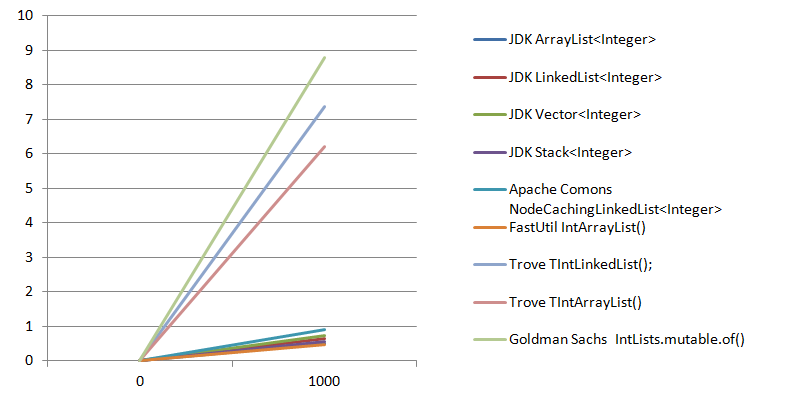 10
9
8
7
6
5
4
3
2
1
0
0 1000
JDK ArrayList<Integer>
JDK LinkedList<Integer>
JDK Vector<Integer>
JDK Stack<Integer>
Apache Comons
NodeCachingLinkedList<Integer>
FastUtil IntArrayList()
Trove TIntLinkedList();
Trove TIntArrayList()
Goldman Sachs  IntLists.mutable.of()